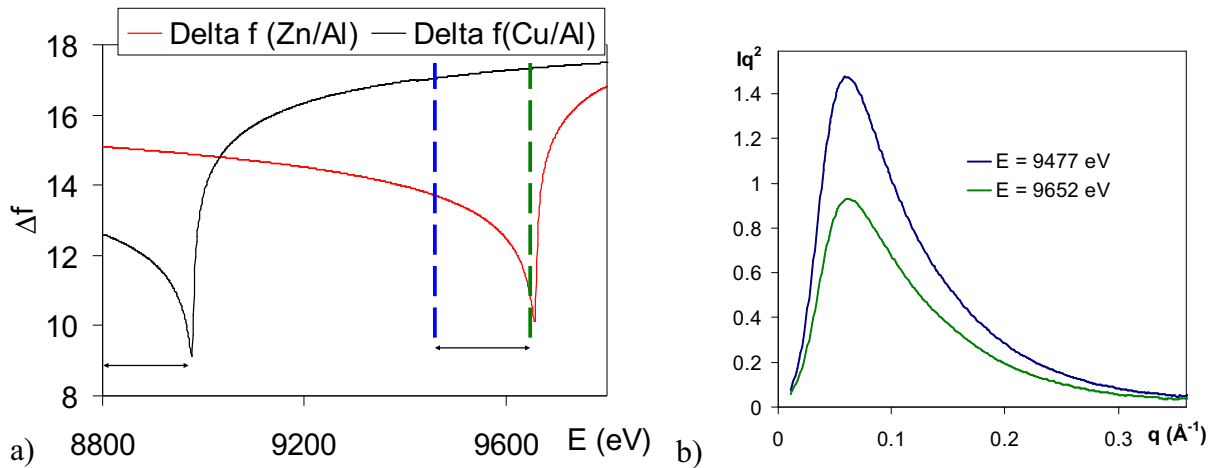 Delta f (Zn/Al) Delta f(Cu/Al)
18
16
14
12
10
8
Δf
8800 9200 9600 E (eV)
a)
Iq²
1.4
1.2
1
0.8
0.6
0.4
0.2
0
E = 9477 eV
E = 9652 eV
0 0.1 0.2 0.3 q (Å⁻¹)
b)